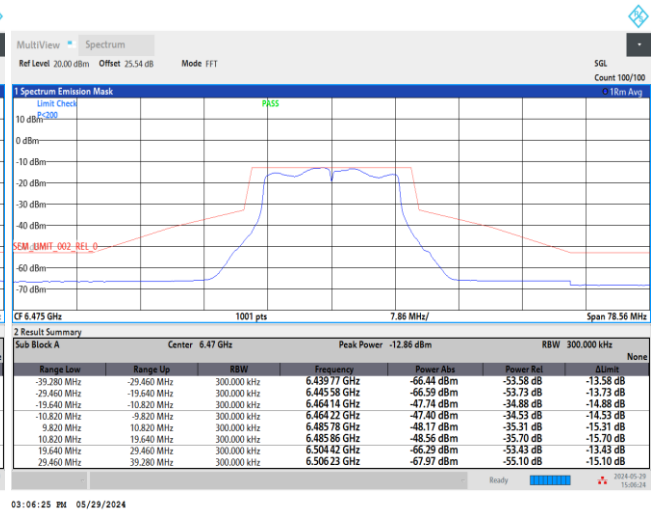 MultiView Spectrum
Ref Level 20.00 dBm Offset 25.54 dB Mode FFT SGL
Count 100/100
1 Spectrum Emission Mask 1Rm Avg
Limit Check PASS
P<200
10 dBm
0 dBm
-10 dBm
-20 dBm
-30 dBm
-40 dBm
SEM_LIMIT_002_REL_0
-60 dBm
-70 dBm
CF 6.475 GHz 1001 pts 7.86 MHz/ Span 78.56 MHz
2 Result Summary
Sub Block A Center 6.47 GHz Peak Power -12.86 dBm RBW 300.000 kHz
None
Range Low Range Up RBW Frequency Power Abs Power Rel ΔLimit
-39.280 MHz -29.460 MHz 300.000 kHz 6.439 77 GHz -66.44 dBm -53.58 dB -13.58 dB
-29.460 MHz -19.640 MHz 300.000 kHz 6.445 58 GHz -66.59 dBm -53.73 dB -13.73 dB
-19.640 MHz -10.820 MHz 300.000 kHz 6.464 14 GHz -47.74 dBm -34.88 dB -14.88 dB
-10.820 MHz -9.820 MHz 300.000 kHz 6.464 22 GHz -47.40 dBm -34.53 dB -14.53 dB
9.820 MHz 10.820 MHz 300.000 kHz 6.485 78 GHz -48.17 dBm -35.31 dB -15.31 dB
10.820 MHz 19.640 MHz 300.000 kHz 6.485 86 GHz -48.56 dBm -35.70 dB -15.70 dB
19.640 MHz 29.460 MHz 300.000 kHz 6.504 42 GHz -66.29 dBm -53.43 dB -13.43 dB
29.460 MHz 39.280 MHz 300.000 kHz 6.506 23 GHz -67.97 dBm -55.10 dB -15.10 dB
Ready 2024-05-29
15:06:24
03:06:25 PM 05/29/2024